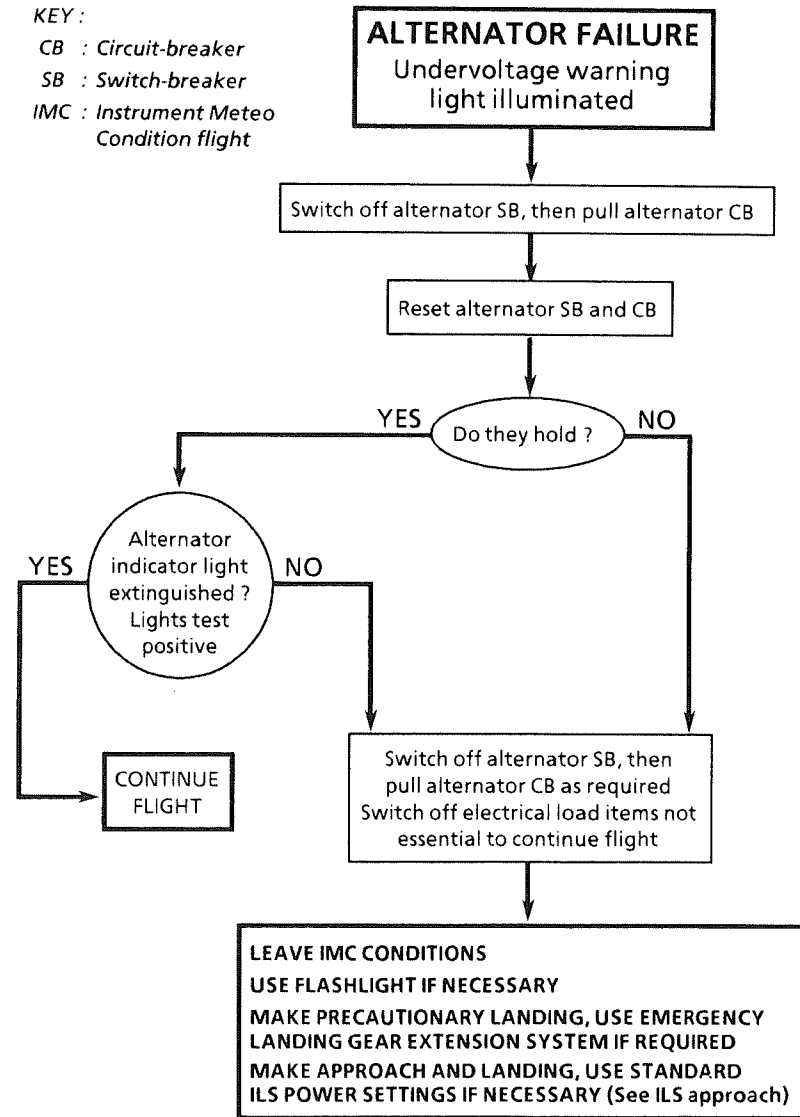 KEY :
CB : Circuit-breaker
SB : Switch-breaker
IMC : Instrument Meteo
Condition flight
ALTERNATOR FAILURE
Undervoltage warning
light illuminated
Switch off alternator SB, then pull alternator CB
Reset alternator SB and CB
YES
Do they hold ?
NO
YES
Alternator
indicator light
extinguished ?
Lights test
positive
NO
CONTINUE
FLIGHT
Switch off alternator SB, then
pull alternator CB as required
Switch off electrical load items not
essential to continue flight
LEAVE IMC CONDITIONS
USE FLASHLIGHT IF NECESSARY
MAKE PRECAUTIONARY LANDING, USE EMERGENCY
LANDING GEAR EXTENSION SYSTEM IF REQUIRED
MAKE APPROACH AND LANDING, USE STANDARD
ILS POWER SETTINGS IF NECESSARY (See ILS approach)